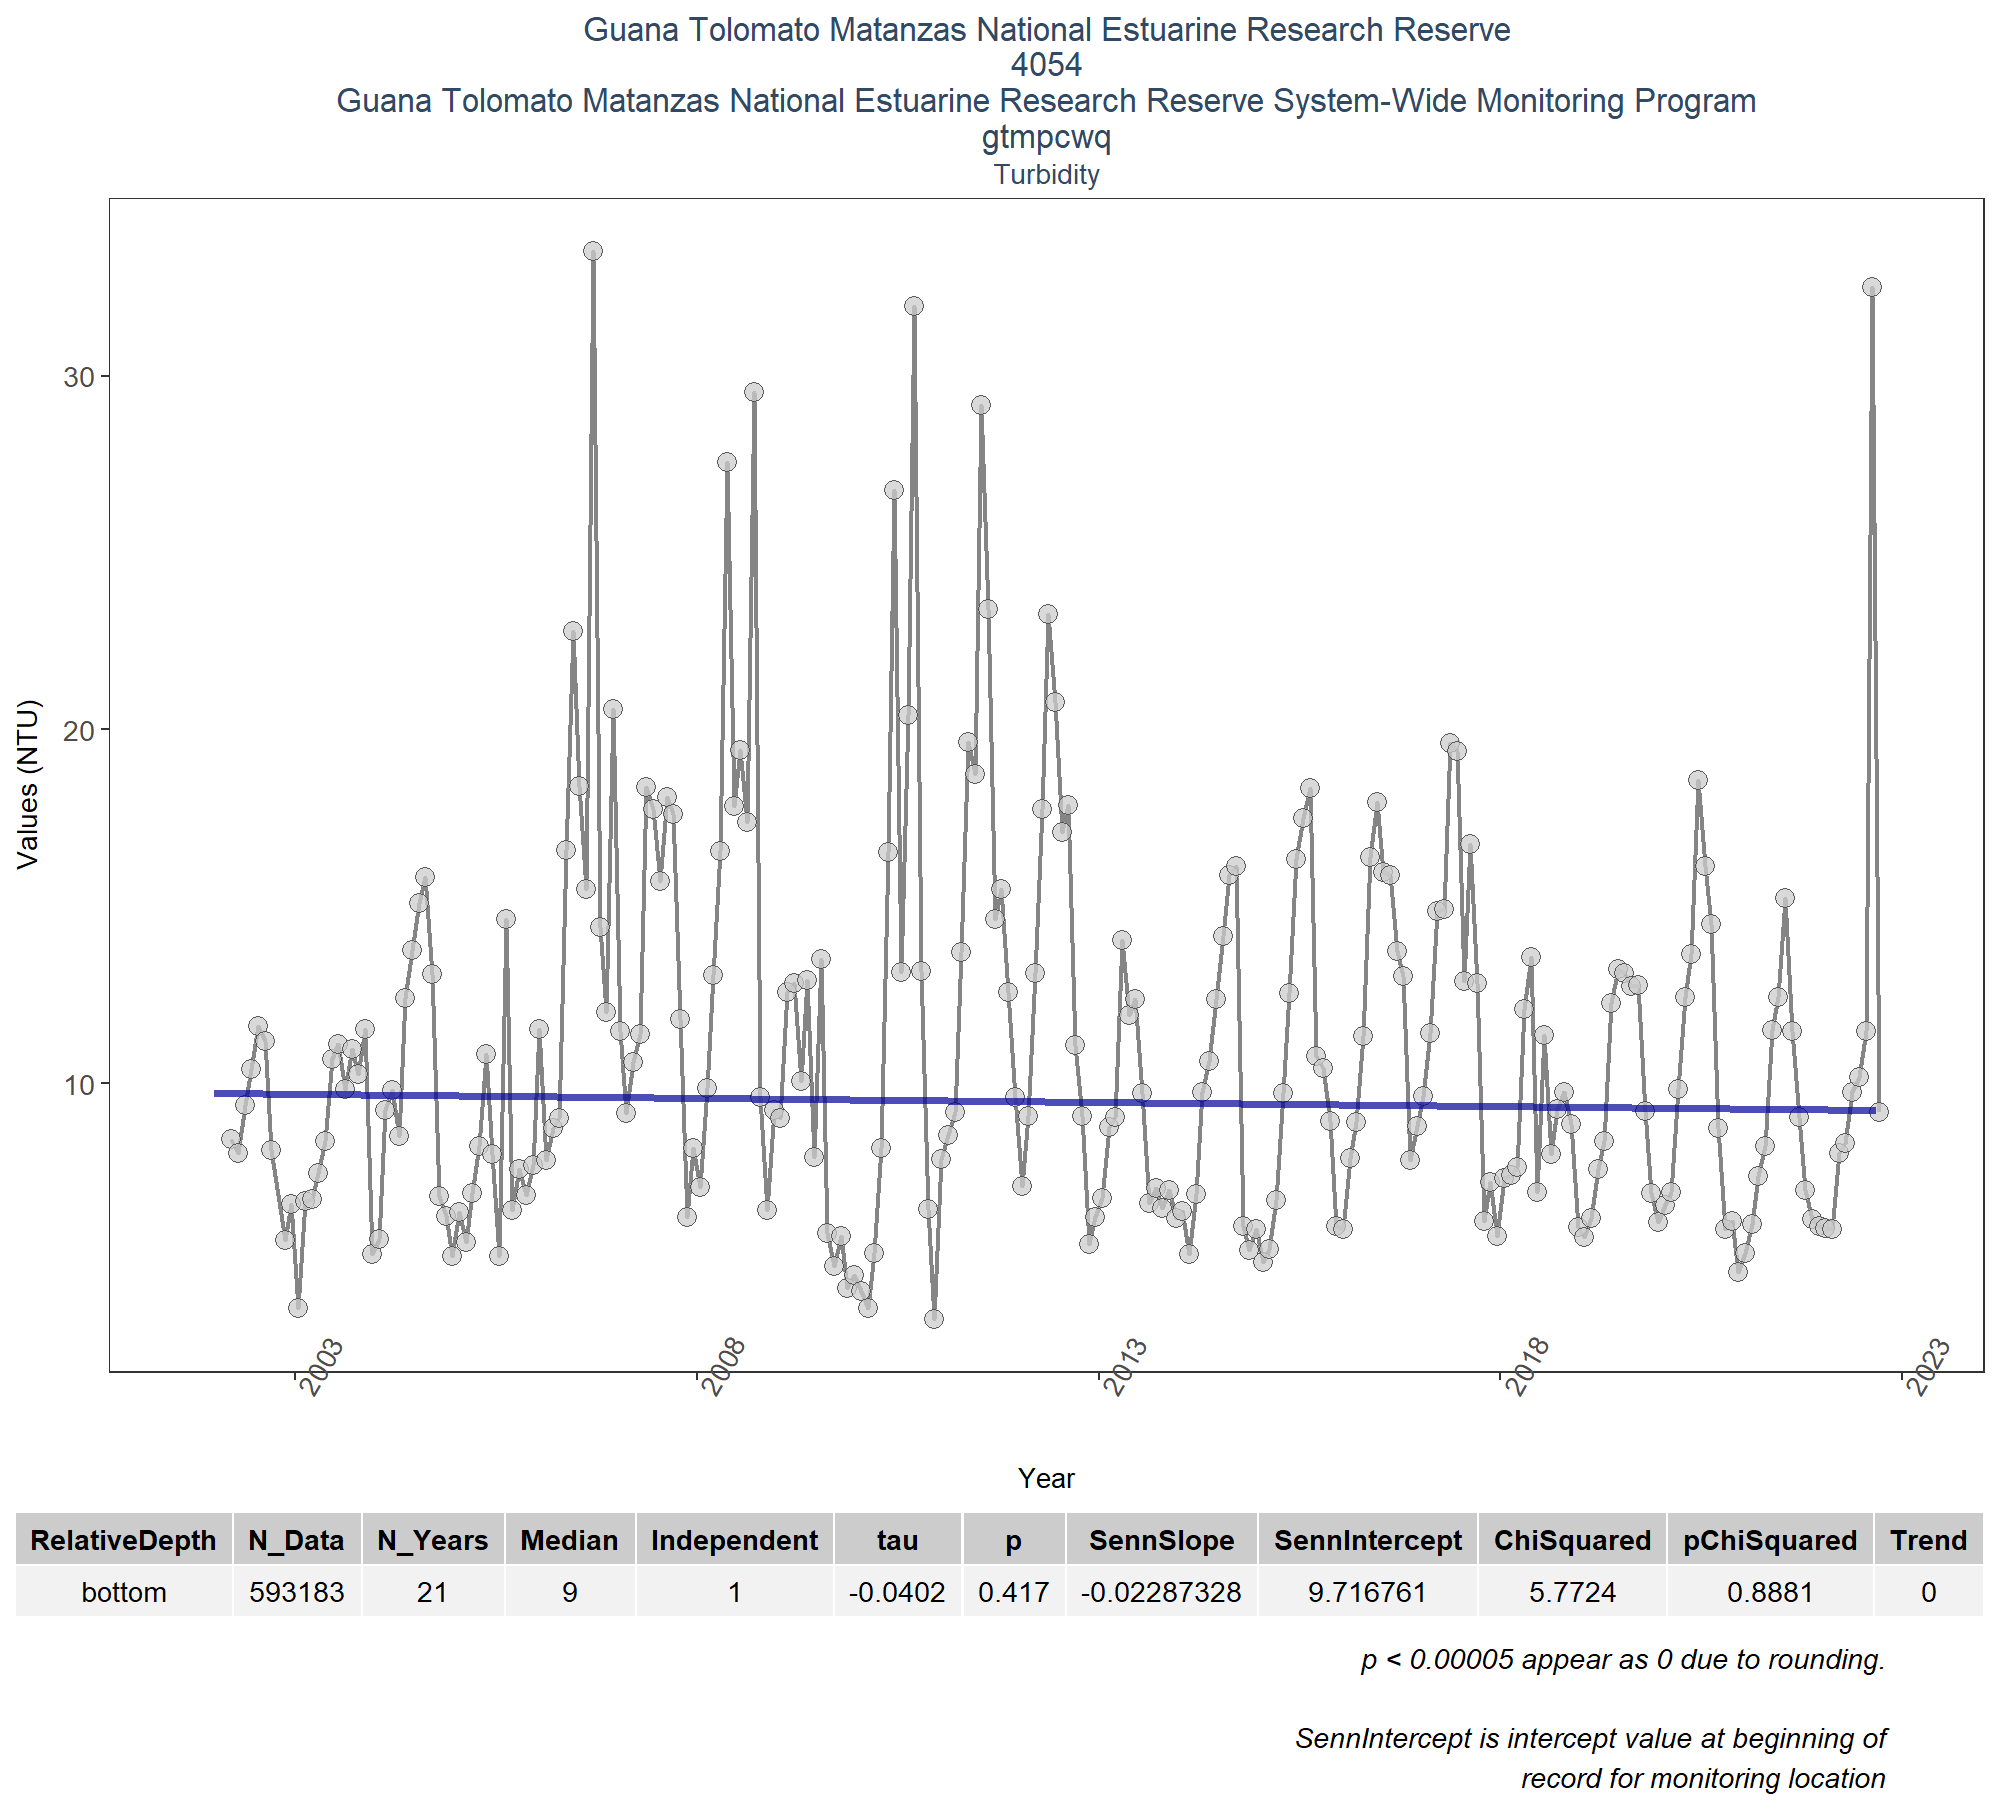 Guana Tolomato Matanzas National Estuarine Research Reserve
4054
Guana Tolomato Matanzas National Estuarine Research Reserve System-Wide Monitoring Program
gtmpcwq
Turbidity
Values (NTU)
30
20
10
2003 2008 2013 2018 2023
Year
RelativeDepth N_Data N_Years Median Independent tau p SennSlope SennIntercept ChiSquared pChiSquared Trend
bottom 593183 21 9 1 -0.0402 0.417 -0.02287328 9.716761 5.7724 0.8881 0
p < 0.00005 appear as 0 due to rounding.
SennIntercept is intercept value at beginning of
record for monitoring location